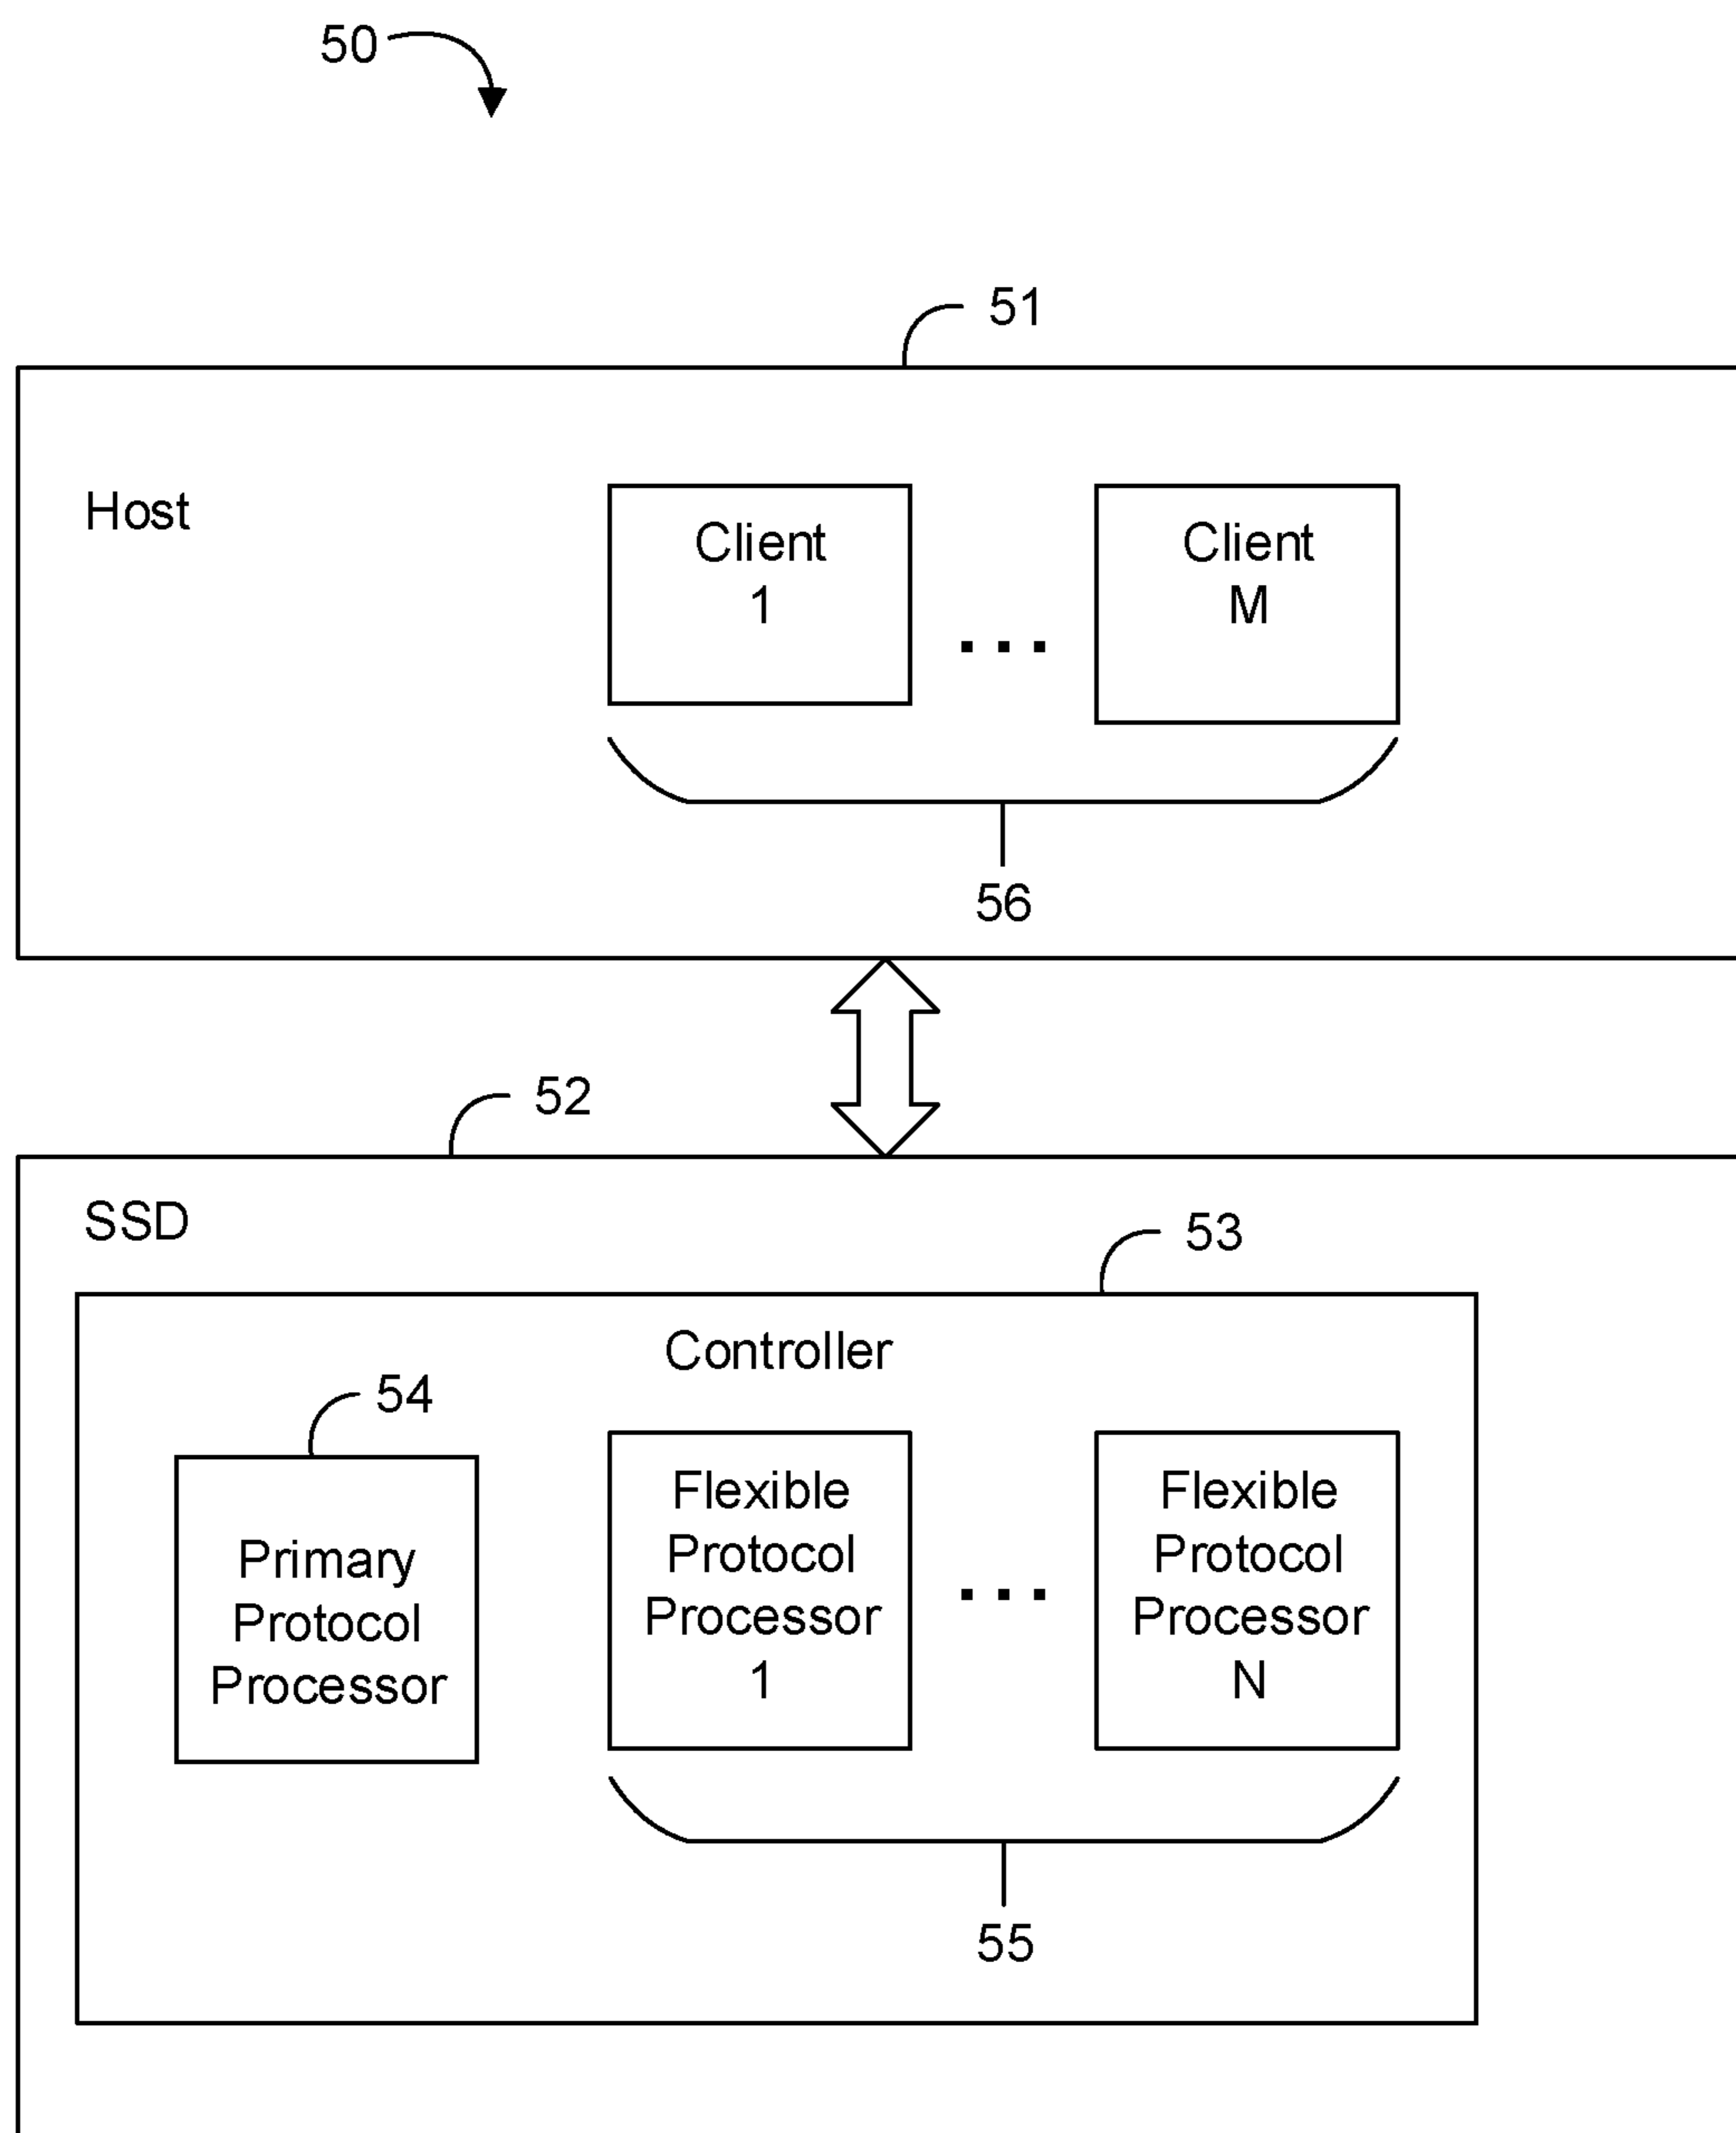 50
51
Host
Client
1
...
Client
M
56
52
SSD
53
Controller
54
Primary
Protocol
Processor
Flexible
Protocol
Processor
1
...
Flexible
Protocol
Processor
N
55